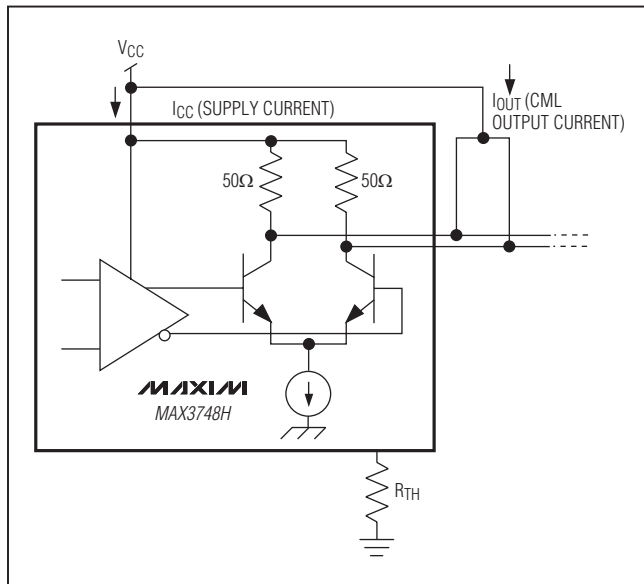 VCC
ICC (SUPPLY CURRENT)
IOUT (CML
OUTPUT CURRENT)
50Ω
50Ω
MAXIM
MAX3748H
RTH